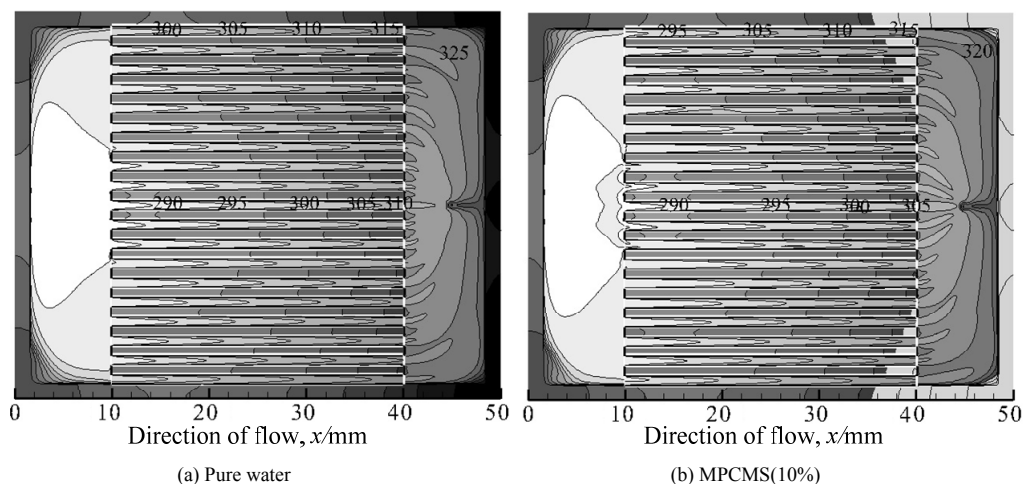 300 305 310 315
325
290 295 300 305 310
0 10 20 30 40 50
Direction of flow, x/mm
(a) Pure water
295 305 310 315
320
290 295 300 305
0 10 20 30 40 50
Direction of flow, x/mm
(b) MPCMS(10%)